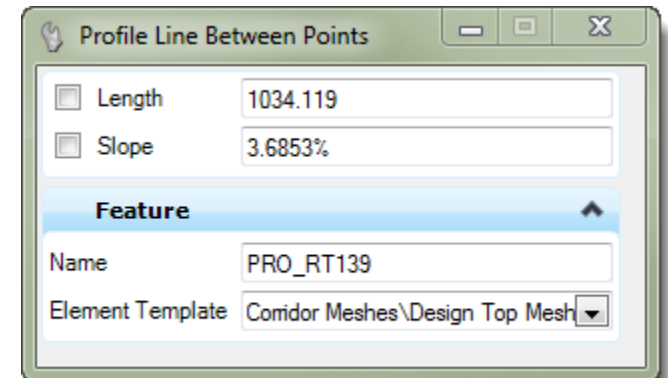 Profile Line Between Points
Length 1034.119
Slope 3.6853%
Feature
Name PRO_RT139
Element Template Corridor Meshes\Design Top Mesh